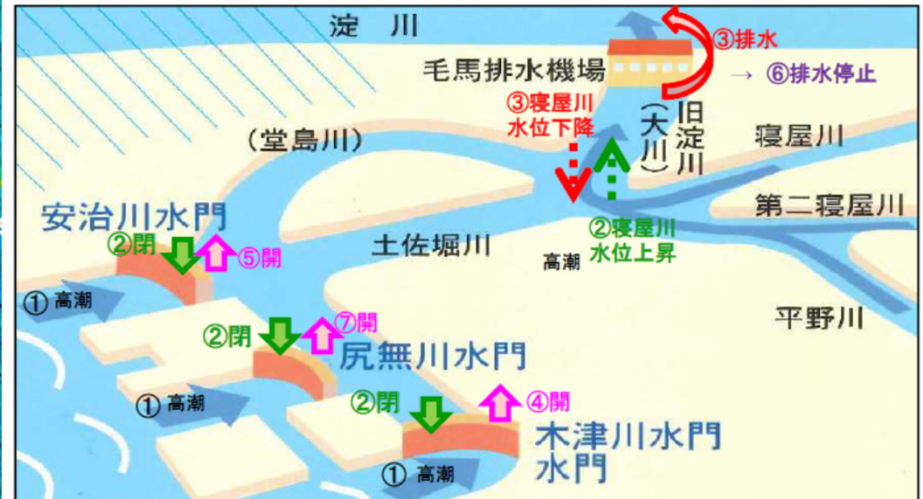 淀 川
③排水
毛馬排水機場
→ ⑥排水停止
③寝屋川
水位下降
旧淀川
(大川)
(堂島川)
寝屋川
第二寝屋川
安治川水門
②閉
⑤開
土佐堀川
高潮
②寝屋川
水位上昇
① 高潮
平野川
②閉
⑦開
尻無川水門
① 高潮
②閉
④開
木津川水門
水門
① 高潮